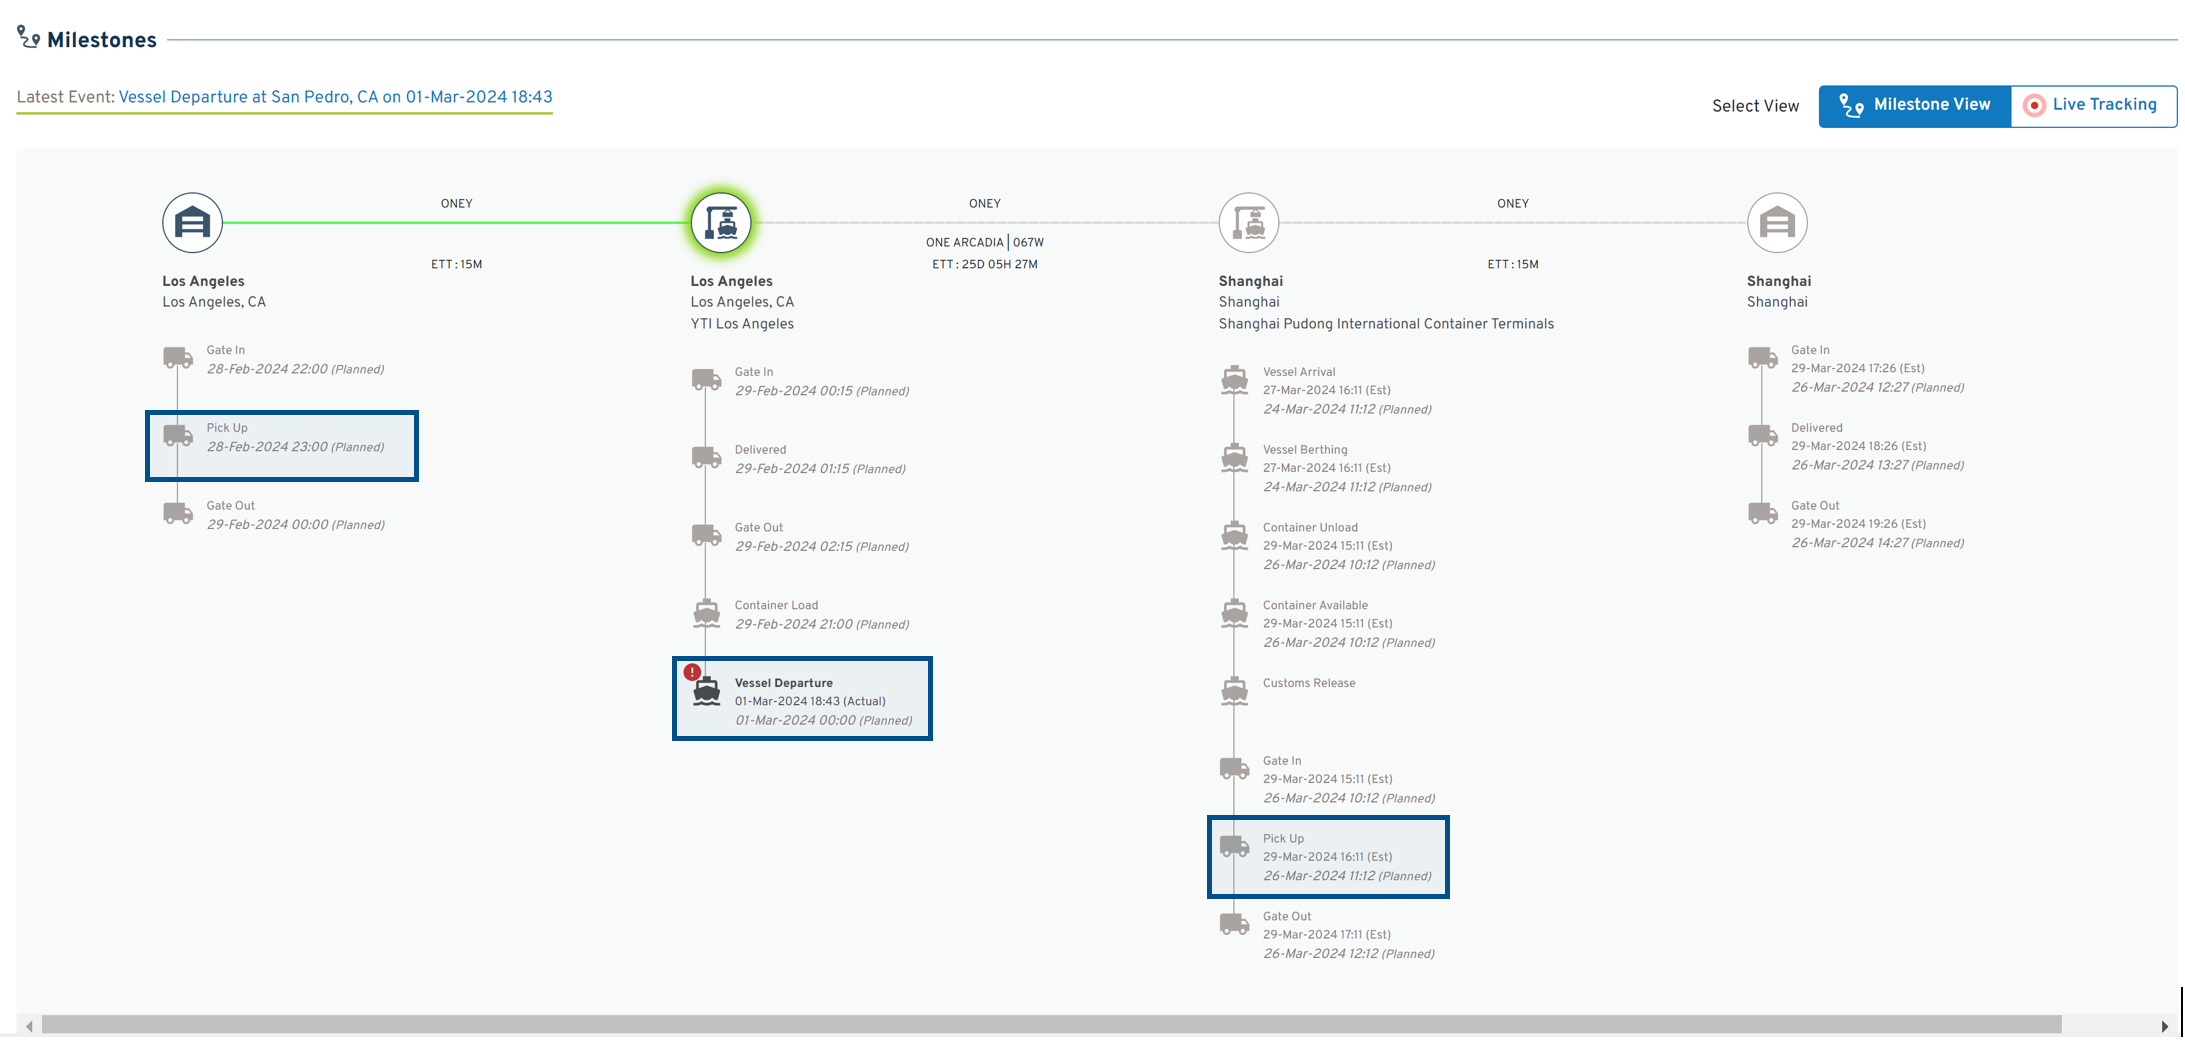 Milestones
Latest Event: Vessel Departure at San Pedro, CA on 01-Mar-2024 18:43
Select View
Milestone View
Live Tracking
ONEY
ETT : 15M
ONEY
ONE ARCADIA | 067W
ETT : 25D 05H 27M
ONEY
ETT : 15M
Los Angeles
Los Angeles, CA
Gate In
28-Feb-2024 22:00 (Planned)
Pick Up
28-Feb-2024 23:00 (Planned)
Gate Out
29-Feb-2024 00:00 (Planned)
Los Angeles
Los Angeles, CA
YTI Los Angeles
Gate In
29-Feb-2024 00:15 (Planned)
Delivered
29-Feb-2024 01:15 (Planned)
Gate Out
29-Feb-2024 02:15 (Planned)
Container Load
29-Feb-2024 21:00 (Planned)
Vessel Departure
01-Mar-2024 18:43 (Actual)
01-Mar-2024 00:00 (Planned)
Shanghai
Shanghai
Shanghai Pudong International Container Terminals
Vessel Arrival
27-Mar-2024 16:11 (Est)
24-Mar-2024 11:12 (Planned)
Vessel Berthing
27-Mar-2024 16:11 (Est)
24-Mar-2024 11:12 (Planned)
Container Unload
29-Mar-2024 15:11 (Est)
26-Mar-2024 10:12 (Planned)
Container Available
29-Mar-2024 15:11 (Est)
26-Mar-2024 10:12 (Planned)
Customs Release
Gate In
29-Mar-2024 15:11 (Est)
26-Mar-2024 10:12 (Planned)
Pick Up
29-Mar-2024 16:11 (Est)
26-Mar-2024 11:12 (Planned)
Gate Out
29-Mar-2024 17:11 (Est)
26-Mar-2024 12:12 (Planned)
Shanghai
Shanghai
Gate In
29-Mar-2024 17:26 (Est)
26-Mar-2024 12:27 (Planned)
Delivered
29-Mar-2024 18:26 (Est)
26-Mar-2024 13:27 (Planned)
Gate Out
29-Mar-2024 19:26 (Est)
26-Mar-2024 14:27 (Planned)